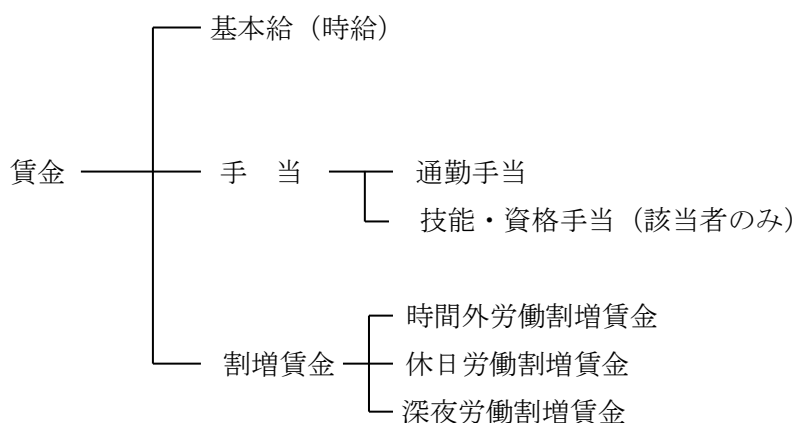 基本給（時給）
賃金
手　当
通勤手当
技能・資格手当（該当者のみ）
割増賃金
時間外労働割増賃金
休日労働割増賃金
深夜労働割増賃金